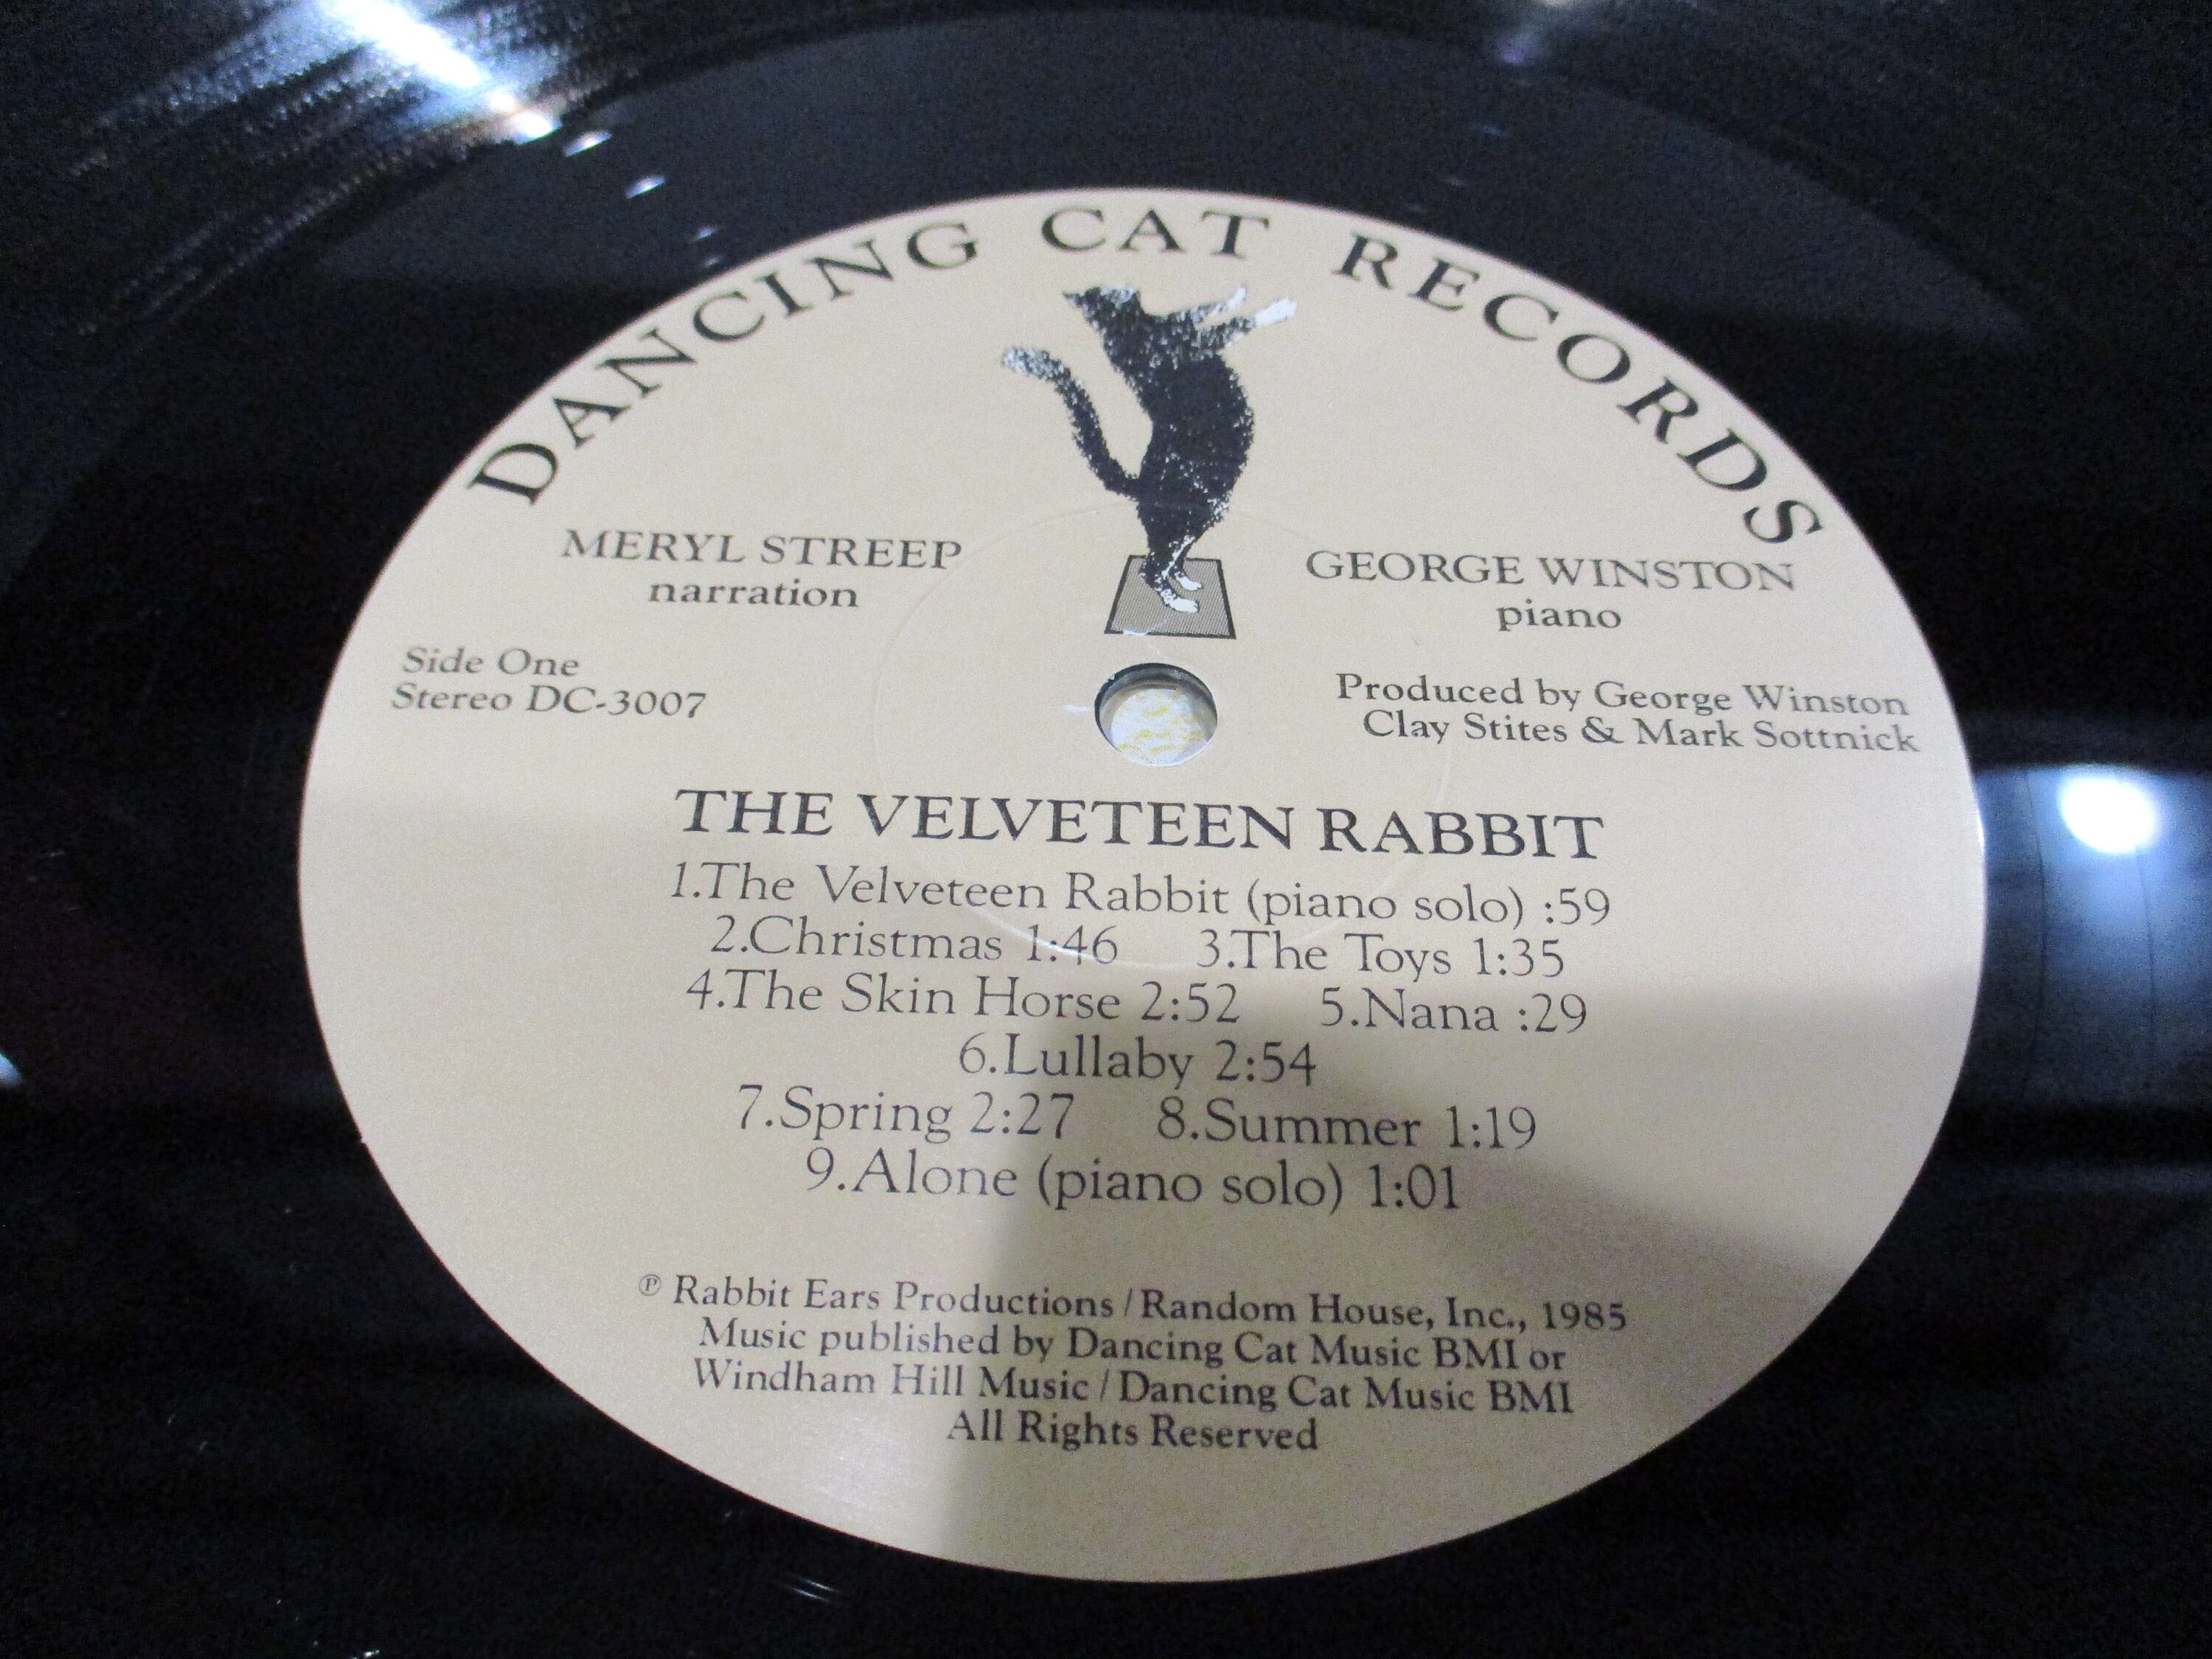 DANCING CAT RECORDS
MERYL STREEP
narration
GEORGE WINSTON
piano
Side One
Stereo DC-3007
Produced by George Winston
Clay Stites & Mark Sottnick
THE VELVETEEN RABBIT
1.The Velveteen Rabbit (piano solo) :59
2.Christmas 1:46 3.The Toys 1:35
4.The Skin Horse 2:52 5.Nana :29
6.Lullaby 2:54
7.Spring 2:27 8.Summer 1:19
9.Alone (piano solo) 1:01
℗ Rabbit Ears Productions / Random House, Inc., 1985
Music published by Dancing Cat Music BMI or
Windham Hill Music / Dancing Cat Music BMI
All Rights Reserved